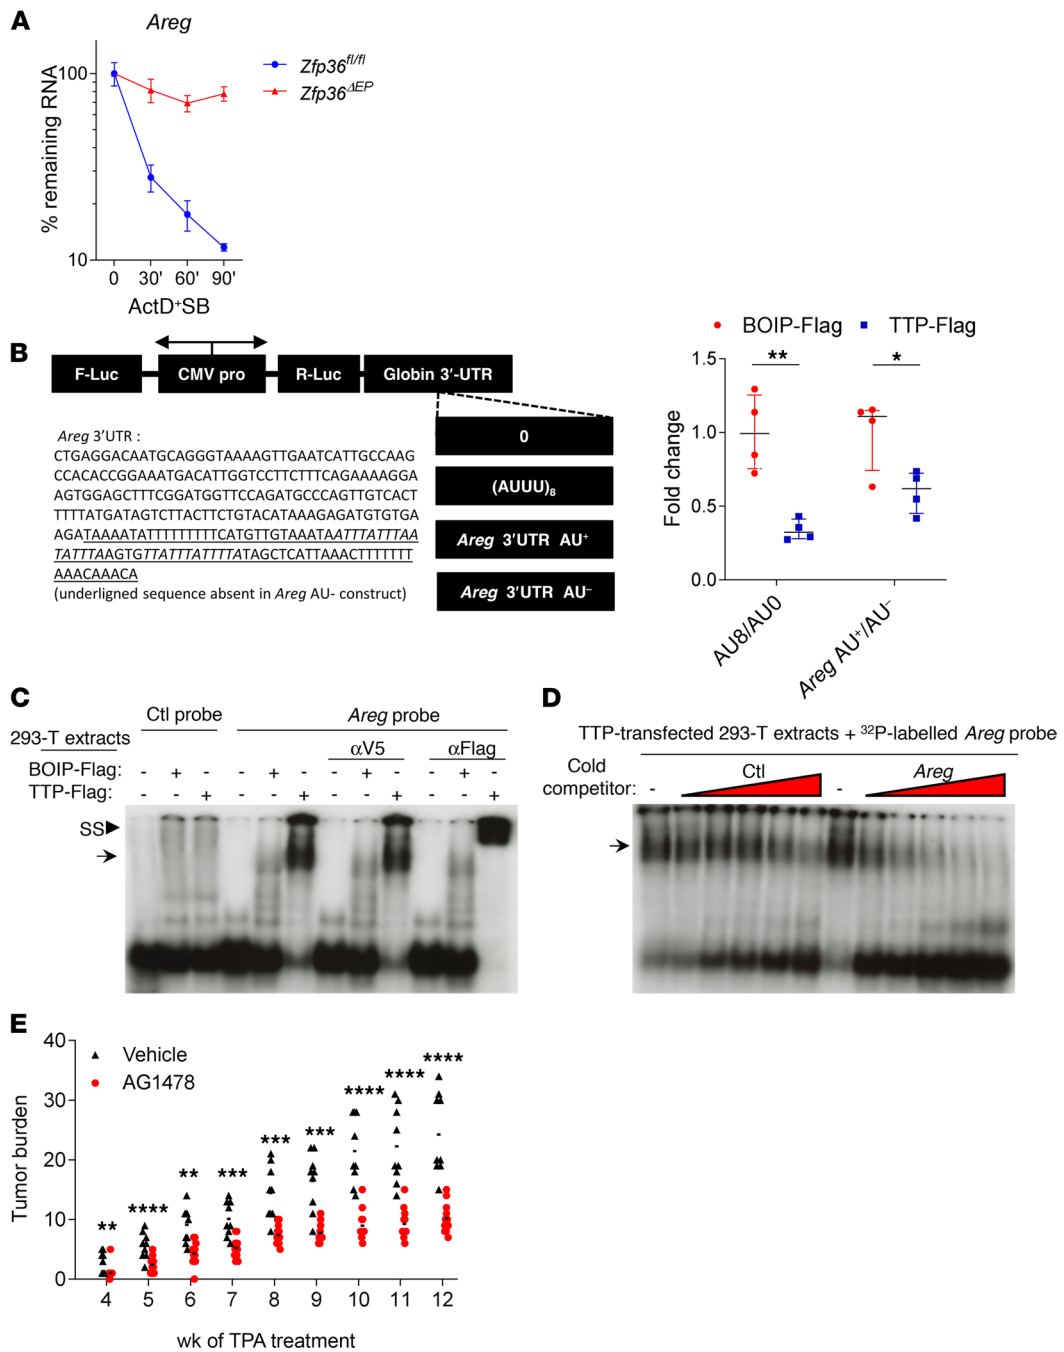 A
Areg
% remaining RNA
100
10
0 30' 60' 90'
ActD⁺SB
Zfp36fl/fl
Zfp36ΔEP
B
F-Luc
CMV pro
R-Luc
Globin 3′-UTR
0
(AUUU)₈
Areg 3′UTR AU⁺
Areg 3′UTR AU⁻
Areg 3′UTR :
CTGAGGACAATGCAGGGTAAAAGTTGAATCATTGCCAAG
CCACACCGGAAATGACATTGGTCCTTCTTTCAGAAAAGGA
AGTGGAGCTTTCGGATGGTTCCAGATGCCCAGTTGTCACT
TTTTATGATAGTCTTACTTCTGTACATAAAGAGATGTGTGA
AGATAAAATATTTTTTTTTCATGTTGTAAATAATTTATTTAA
TATTTAAGTGTTATTTATTTTATAGCTCATTAAACTTTTTTT
AAACAAACA
(underligned sequence absent in Areg AU- construct)
BOIP-Flag TTP-Flag
Fold change
1.5
1.0
0.5
0.0
** *
AU8/AU0
Areg AU⁺/AU⁻
C
Ctl probe Areg probe
293-T extracts
αV5 αFlag
BOIP-Flag: - + - - + - - + - - + -
TTP-Flag: - - + - - + - - + - - +
SS
D
TTP-transfected 293-T extracts + ³²P-labelled Areg probe
Cold competitor: - Ctl - Areg
E
Tumor burden
40
30
20
10
0
Vehicle
AG1478
** **** ** *** *** *** **** **** ****
4 5 6 7 8 9 10 11 12
wk of TPA treatment